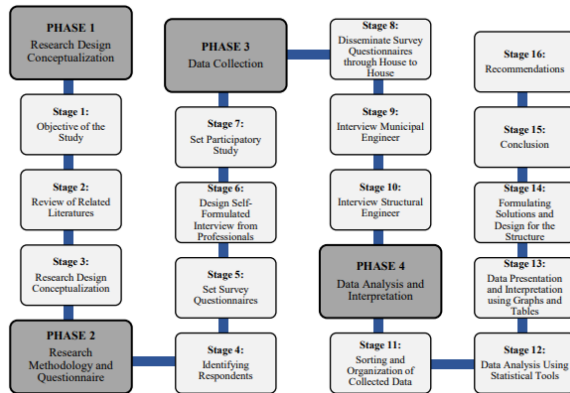 PHASE 1
Research Design
Conceptualization
Stage 1:
Objective of the
Study
Stage 2:
Review of Related
Literatures
Stage 3:
Research Design
Conceptualization
PHASE 2
Research
Methodology and
Questionnaire
Stage 4:
Identifying
Respondents
Stage 5:
Set Survey
Questionnaires
Stage 6:
Design Self-
Formulated
Interview from
Professionals
Stage 7:
Set Participatory
Study
PHASE 3
Data Collection
Stage 8:
Disseminate Survey
Questionnaires
through House to
House
Stage 9:
Interview Municipal
Engineer
Stage 10:
Interview Structural
Engineer
PHASE 4
Data Analysis and
Interpretation
Stage 11:
Sorting and
Organization of
Collected Data
Stage 12:
Data Analysis Using
Statistical Tools
Stage 13:
Data Presentation
and Interpretation
using Graphs and
Tables
Stage 14:
Formulating
Solutions and
Design for the
Structure
Stage 15:
Conclusion
Stage 16:
Recommendations